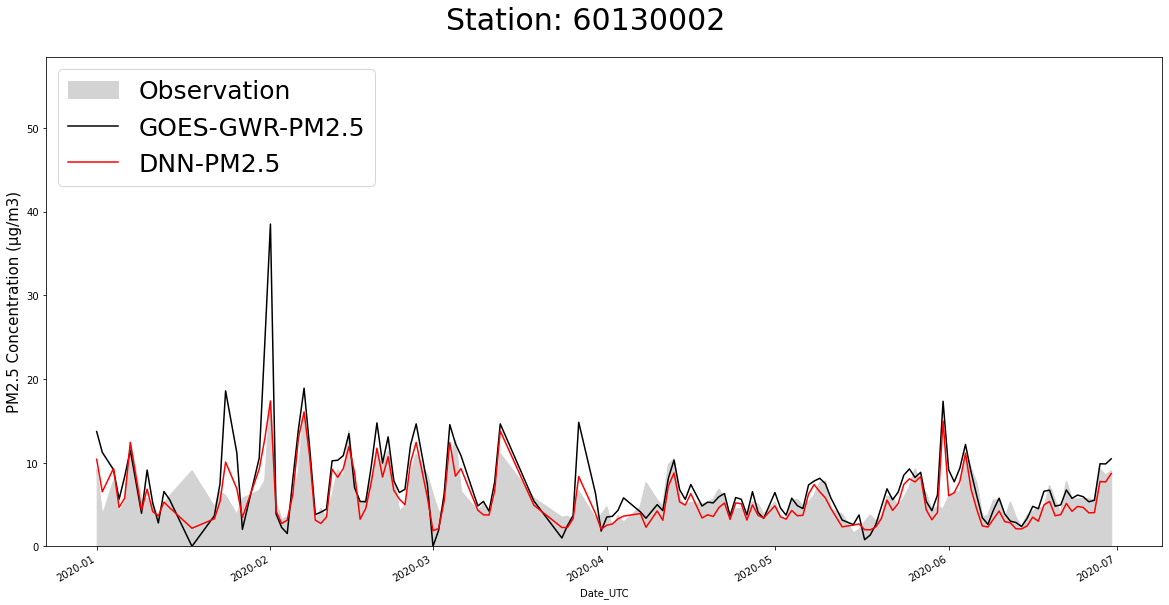 Station: 60130002
Observation
GOES-GWR-PM2.5
DNN-PM2.5
PM2.5 Concentration (μg/m3)
50
40
30
20
10
0
2020-01
2020-02
2020-03
2020-04
2020-05
2020-06
2020-07
Date_UTC